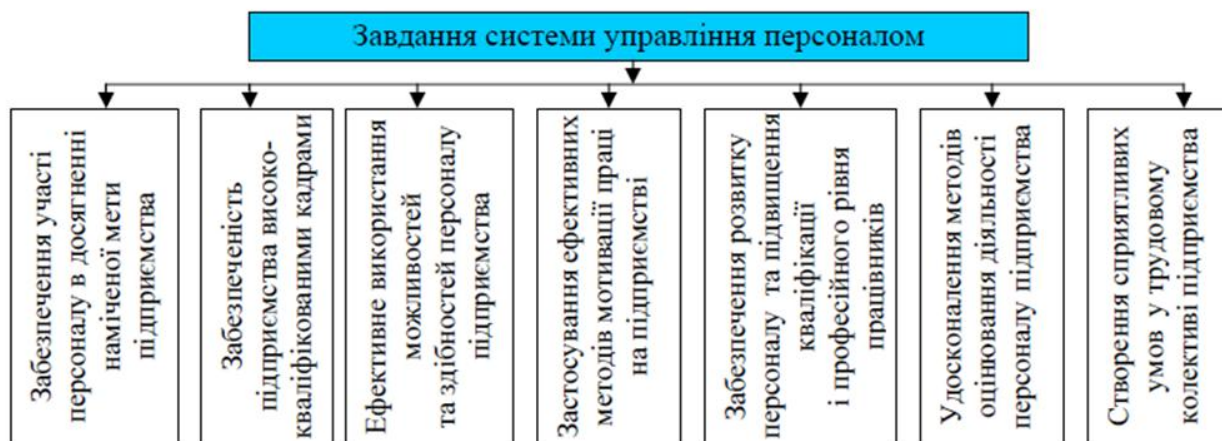 Завдання системи управління персоналом
Забезпечення участі
персоналу в досягненні
наміченої мети
підприємства
Забезпеченість
підприємства високо-
кваліфікованими кадрами
Ефективне використання
можливостей
та здібностей персоналу
підприємства
Застосування ефективних
методів мотивації праці
на підприємстві
Забезпечення розвитку
персоналу та підвищення
кваліфікації
і професійного рівня
працівників
Удосконалення методів
оцінювання діяльності
персоналу підприємства
Створення сприятливих
умов у трудовому
колективі підприємства